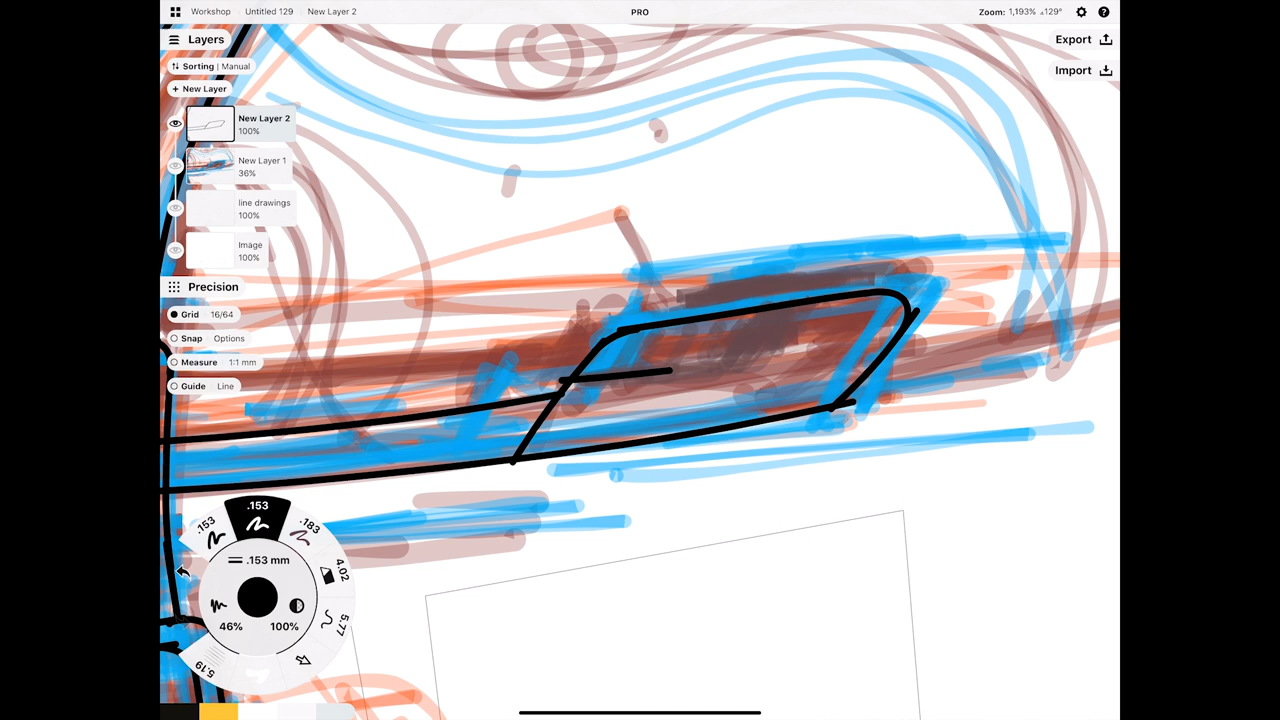 Workshop Untitled 129 New Layer 2
PRO
Zoom: 1,193% ⊿129°
Layers
Export
Import
Sorting | Manual
+ New Layer
New Layer 2
100%
New Layer 1
36%
line drawings
100%
Image
100%
Precision
Grid 16/64
Snap Options
Measure 1:1 mm
Guide Line
.153
.153
.183
4.02
5.77
5.19
.153 mm
46%
100%